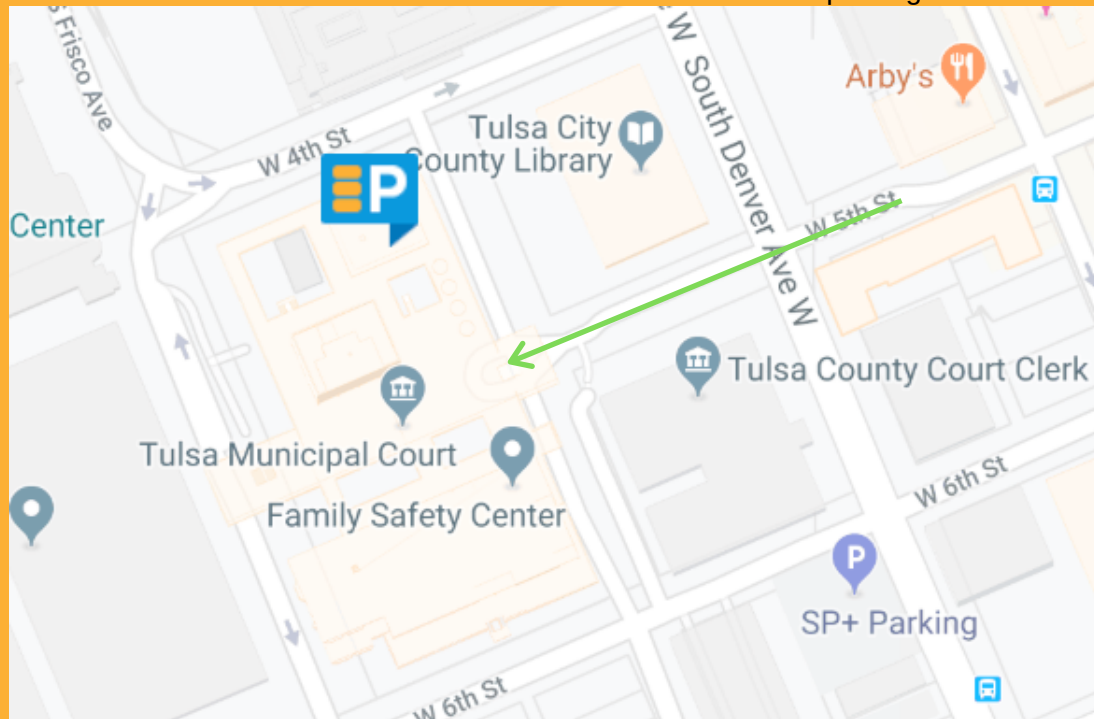 S Frisco Ave
W 4th St
Tulsa City
County Library
W South Denver Ave W
Arby's
P
Center
W 5th St
Tulsa County Court Clerk
Tulsa Municipal Court
Family Safety Center
W 6th St
P
SP+ Parking
W 6th St